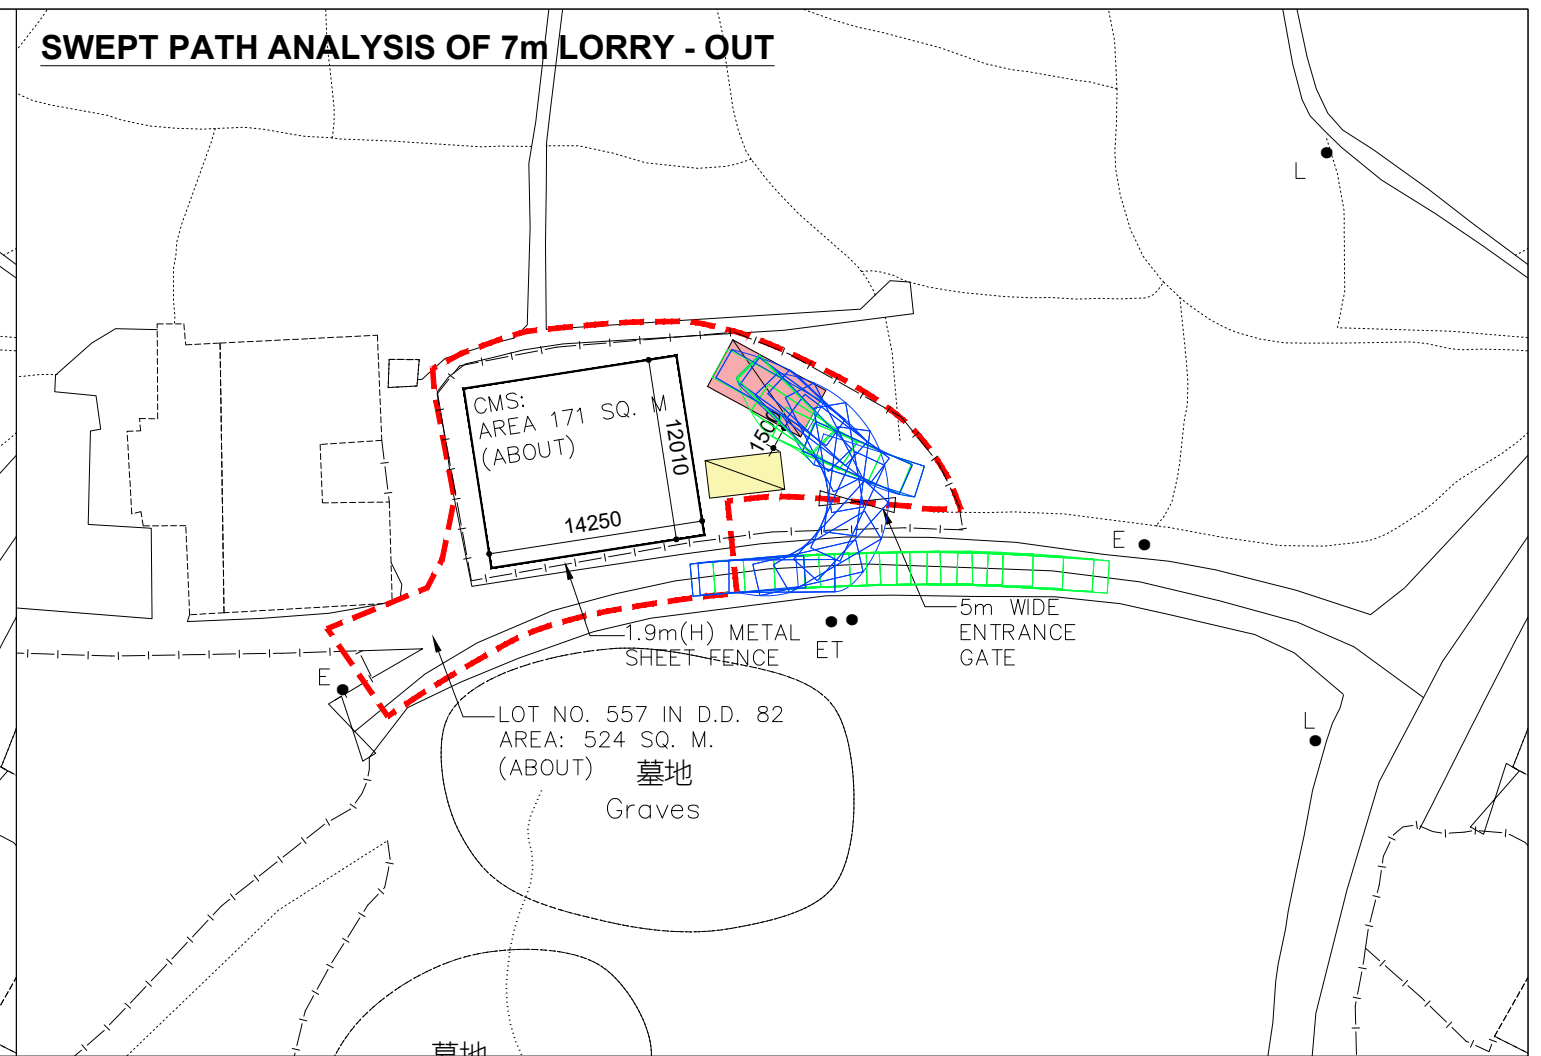 SWEPT PATH ANALYSIS OF 7m LORRY - OUT
L
CMS:
AREA 171 SQ. M
(ABOUT)
12010
14250
E
5m WIDE
ENTRANCE
GATE
1.9m(H) METAL
SHEET FENCE
ET
E
LOT NO. 557 IN D.D. 82
AREA: 524 SQ. M.
(ABOUT)
L
墓地
Graves
墓地